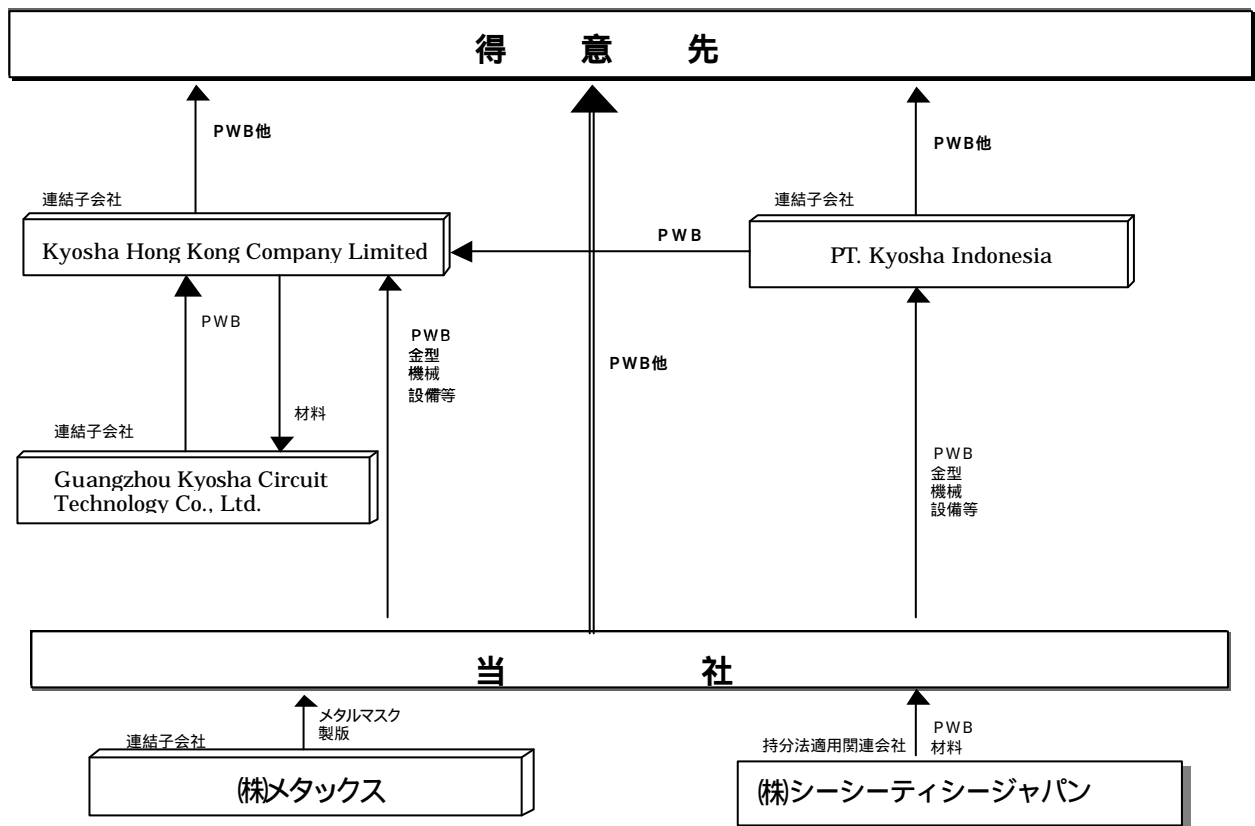 得 意 先
PWB他
PWB他
連結子会社
連結子会社
Kyosha Hong Kong Company Limited
PWB
PT. Kyosha Indonesia
PWB
PWB
金型
機械
設備等
PWB他
材料
連結子会社
Guangzhou Kyosha Circuit
Technology Co., Ltd.
PWB
金型
機械
設備等
当 社
メタルマスク
製版
連結子会社
㈱メタックス
PWB
材料
持分法適用関連会社
㈱シーシーティシージャパン